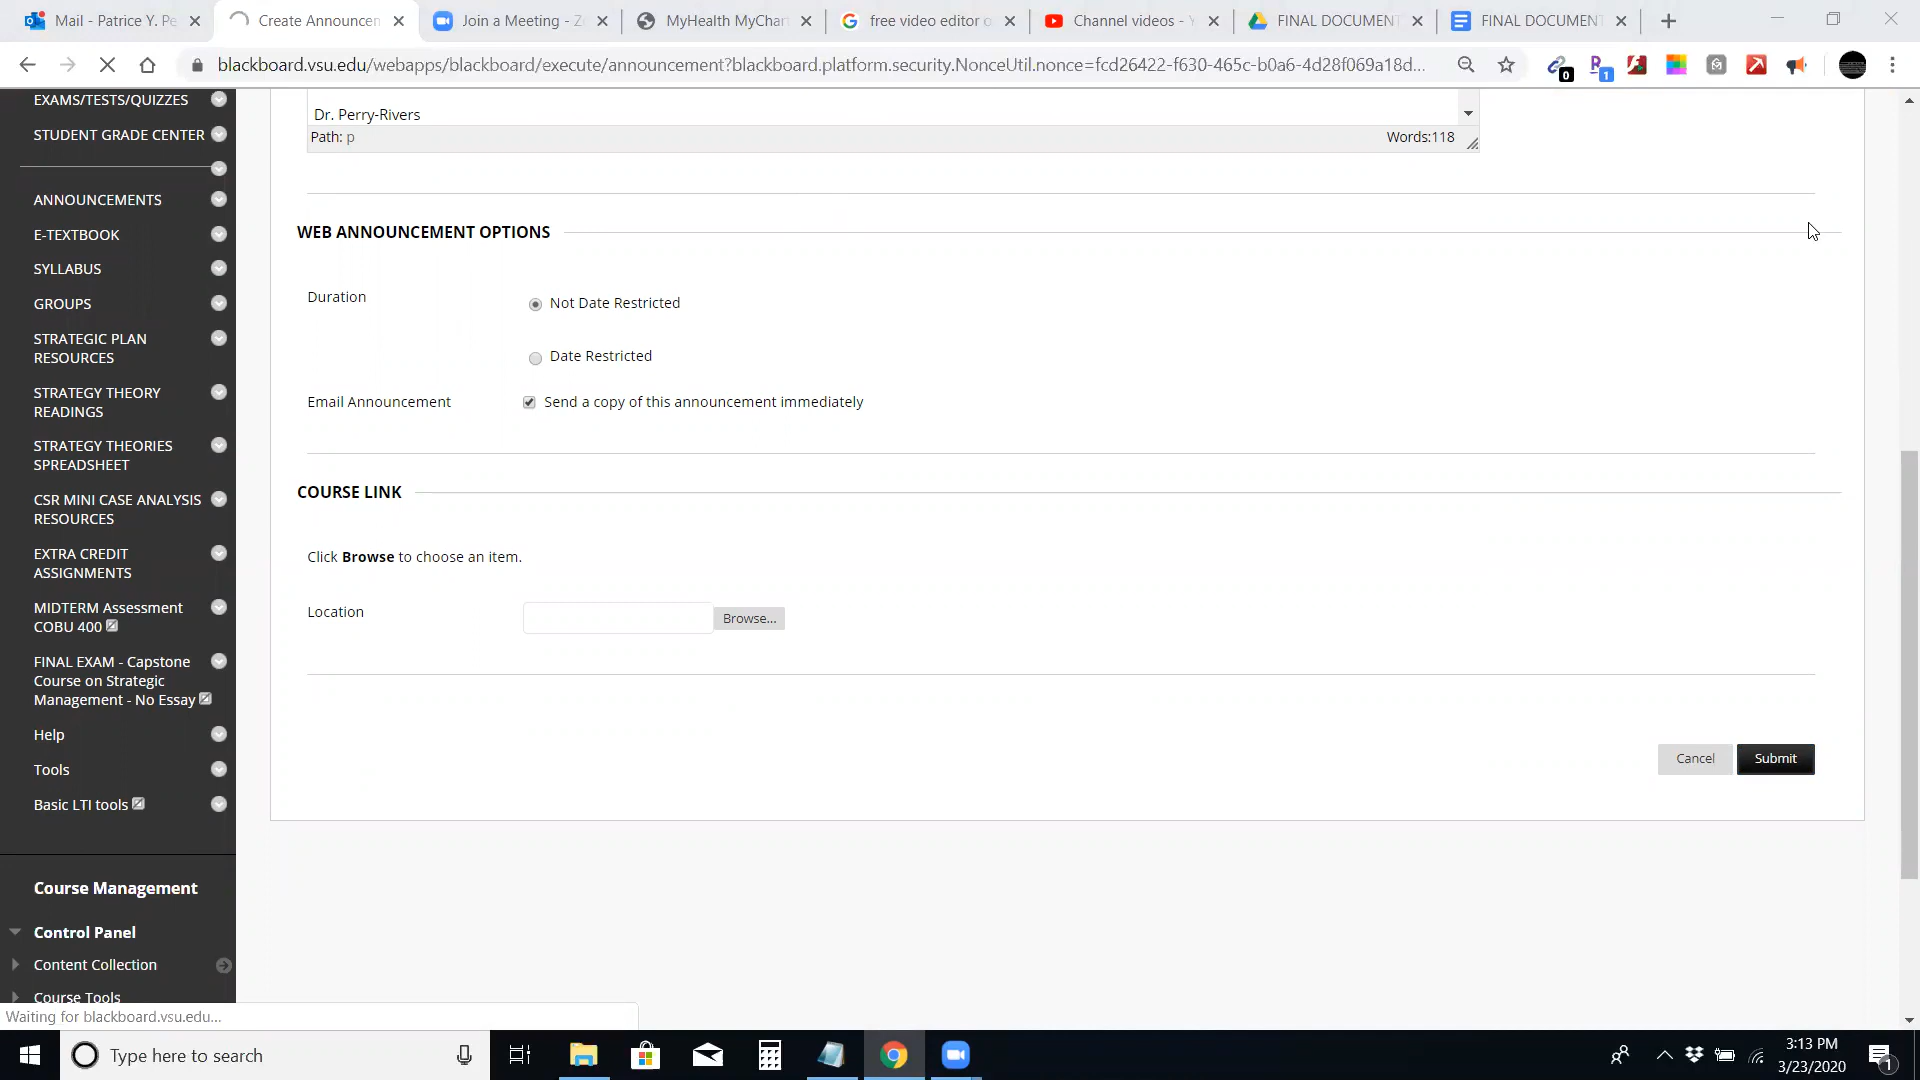 Mail - Patrice Y. Pe
Create Announcen
Join a Meeting - Z
MyHealth MyChar
free video editor o
Channel videos - Y
FINAL DOCUMENT
FINAL DOCUMENT
blackboard.vsu.edu/webapps/blackboard/execute/announcement?blackboard.platform.security.NonceUtil.nonce=fcd26422-f630-465c-b0a6-4d28f069a18d...
0
1
EXAMS/TESTS/QUIZZES
STUDENT GRADE CENTER
ANNOUNCEMENTS
E-TEXTBOOK
SYLLABUS
GROUPS
STRATEGIC PLAN
RESOURCES
STRATEGY THEORY
READINGS
STRATEGY THEORIES
SPREADSHEET
CSR MINI CASE ANALYSIS
RESOURCES
EXTRA CREDIT
ASSIGNMENTS
MIDTERM Assessment
COBU 400
FINAL EXAM - Capstone
Course on Strategic
Management - No Essay
Help
Tools
Basic LTI tools
Course Management
Control Panel
Content Collection
Course Tools
Dr. Perry-Rivers
Path: p
Words:118
WEB ANNOUNCEMENT OPTIONS
Duration
Not Date Restricted
Date Restricted
Email Announcement
Send a copy of this announcement immediately
COURSE LINK
Click Browse to choose an item.
Location
Browse...
Cancel
Submit
Waiting for blackboard.vsu.edu...
Type here to search
3:13 PM
3/23/2020
1